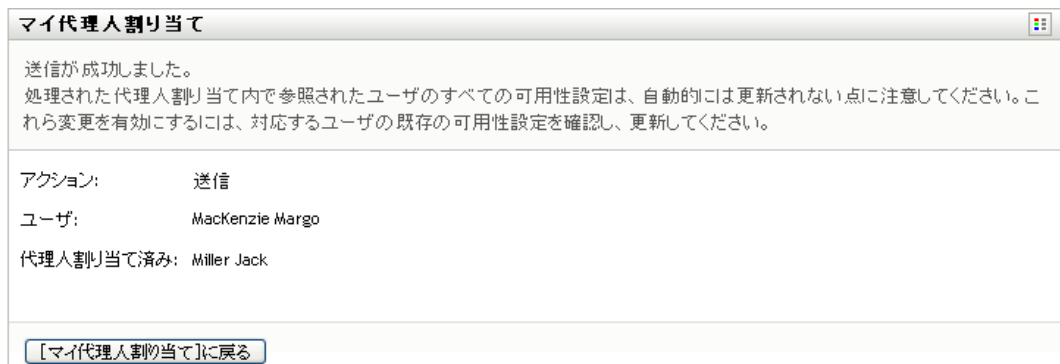 マイ代理人割り当て
送信が成功しました。
処理された代理人割り当て内で参照されたユーザのすべての可用性設定は、自動的には更新されない点に注意してください。こ
れら変更を有効にするには、対応するユーザの既存の可用性設定を確認し、更新してください。
アクション: 送信
ユーザ: MacKenzie Margo
代理人割り当て済み: Miller Jack
[マイ代理人割り当て]に戻る